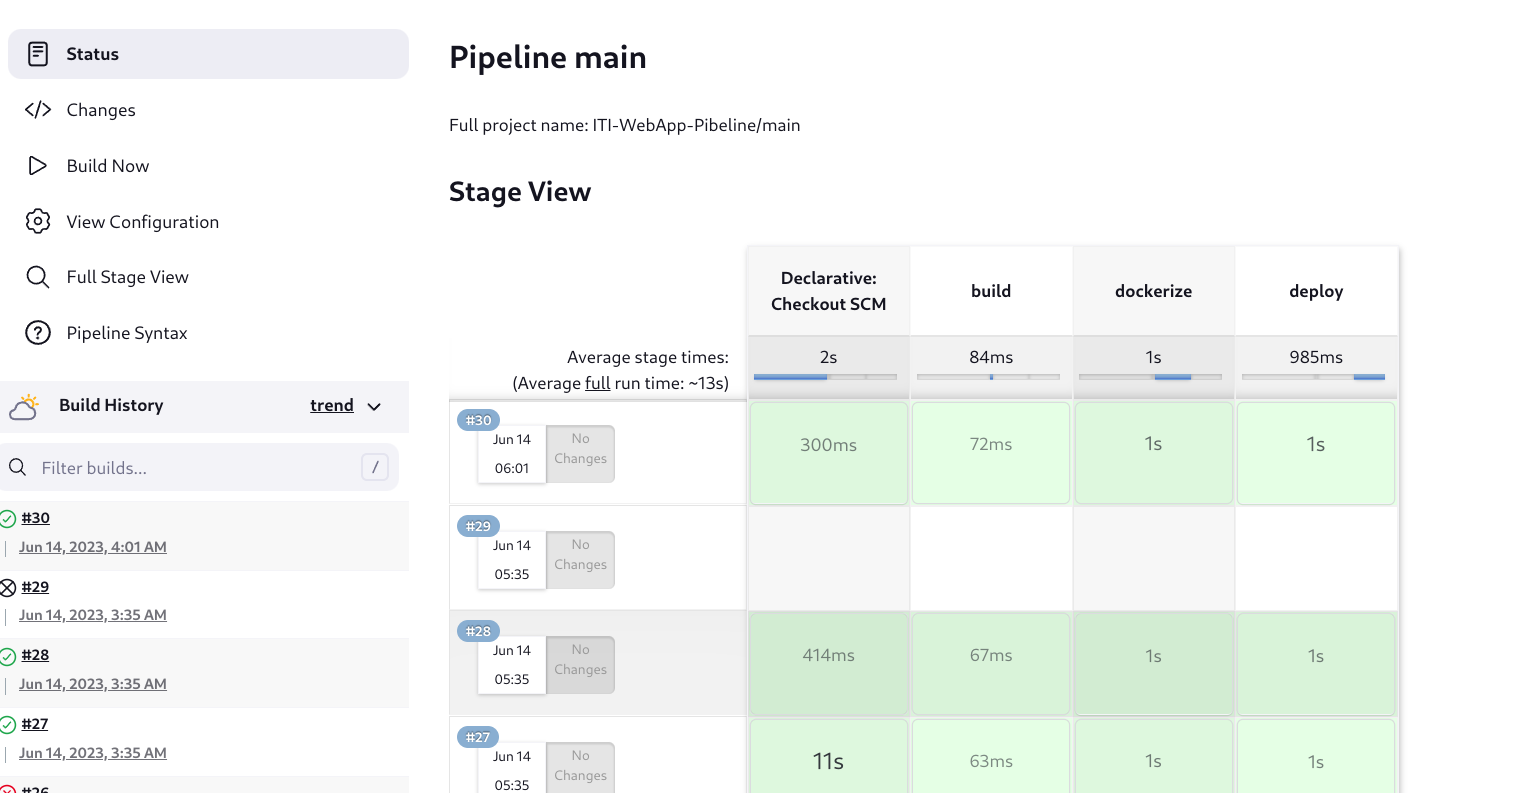 Status
Changes
Build Now
View Configuration
Full Stage View
Pipeline Syntax
Build History
trend
Filter builds...
/
#30
Jun 14, 2023, 4:01 AM
#29
Jun 14, 2023, 3:35 AM
#28
Jun 14, 2023, 3:35 AM
#27
Jun 14, 2023, 3:35 AM
#26
Pipeline main
Full project name: ITI-WebApp-Pibeline/main
Stage View
Declarative:
Checkout SCM
build
dockerize
deploy
Average stage times:
(Average full run time: ~13s)
2s
84ms
1s
985ms
#30
Jun 14
06:01
No
Changes
300ms
72ms
1s
1s
#29
Jun 14
05:35
No
Changes
#28
Jun 14
05:35
No
Changes
414ms
67ms
1s
1s
#27
Jun 14
05:35
No
Changes
11s
63ms
1s
1s